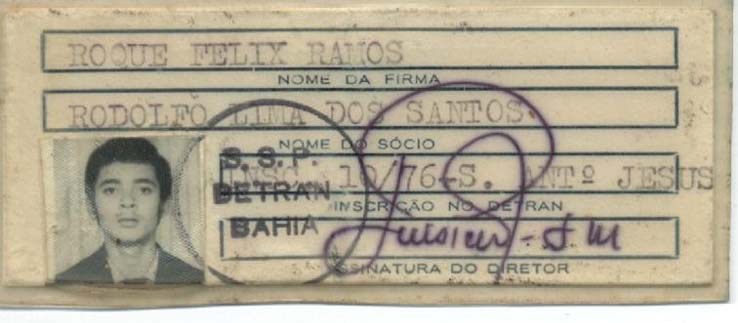 ROQUE FELIX RAMOS
NOME DA FIRMA
RODOLFO LIMA DOS SANTOS.
NOME DO SÓCIO
S. S. P.
INSC. 10/76-S. ANTº JESUS
DETRAN
INSCRIÇÃO NO DETRAN
BAHIA
ASSINATURA DO DIRETOR